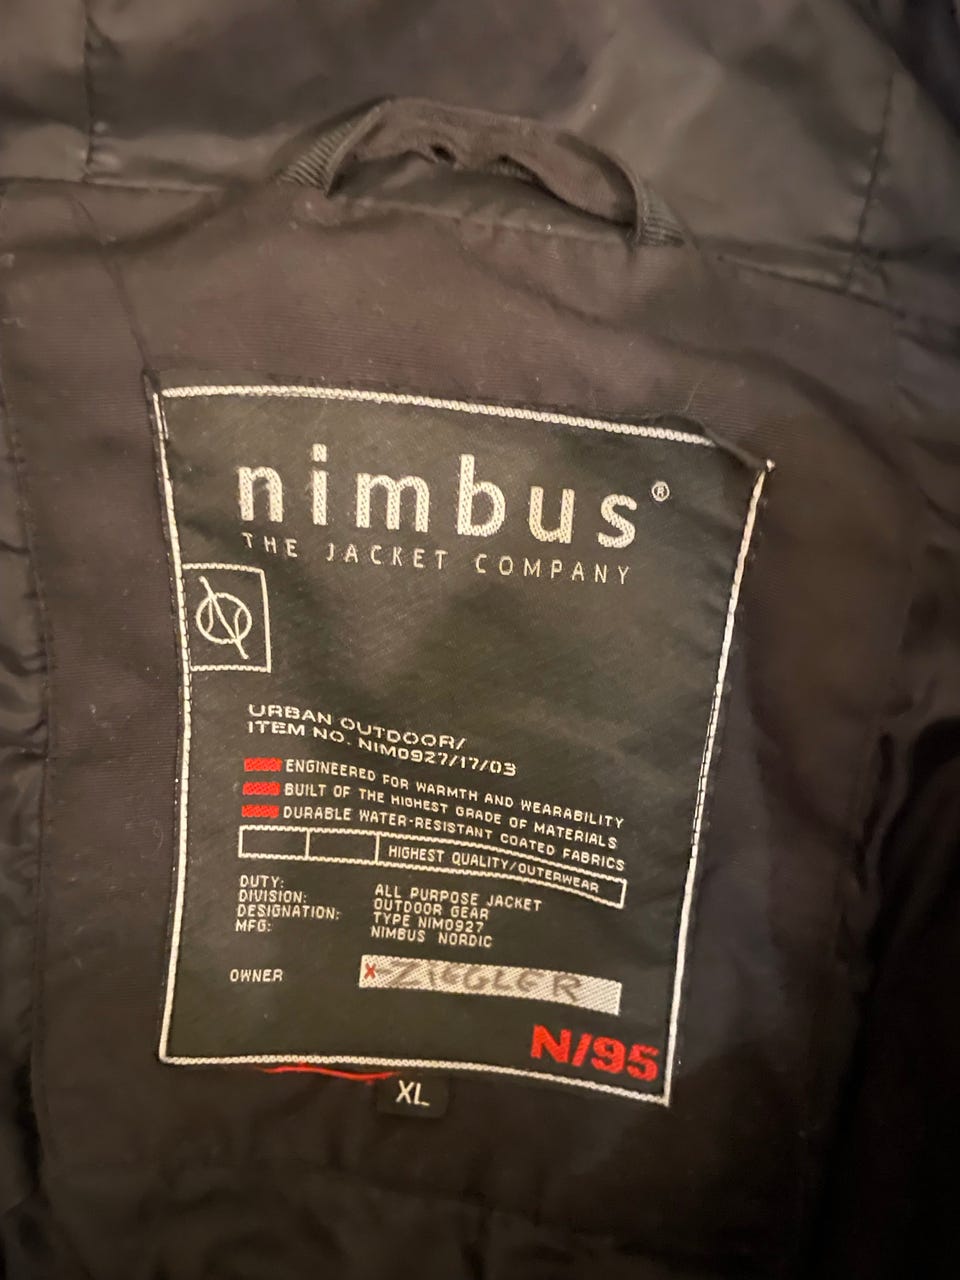 nimbus®
THE JACKET COMPANY
URBAN OUTDOOR/
ITEM NO. NIM0927/17/03
ENGINEERED FOR WARMTH AND WEARABILITY
BUILT OF THE HIGHEST GRADE OF MATERIALS
DURABLE WATER-RESISTANT COATED FABRICS
HIGHEST QUALITY/OUTERWEAR
DUTY: ALL PURPOSE JACKET
DIVISION: OUTDOOR GEAR
DESIGNATION: TYPE NIM0927
MFG: NIMBUS NORDIC
OWNER X ZIEGLER
N/95
XL